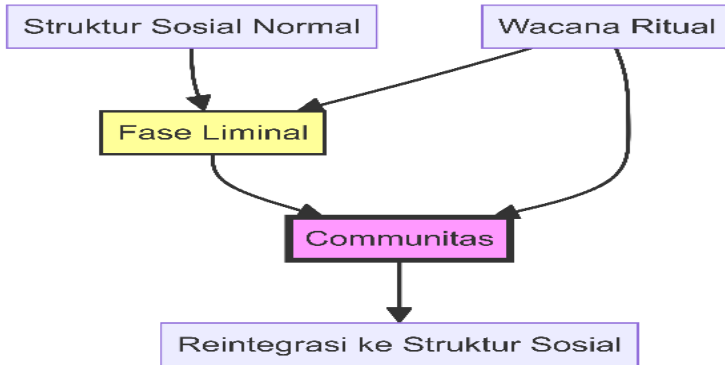 Struktur Sosial Normal
Wacana Ritual
Fase Liminal
Communitas
Reintegrasi ke Struktur Sosial